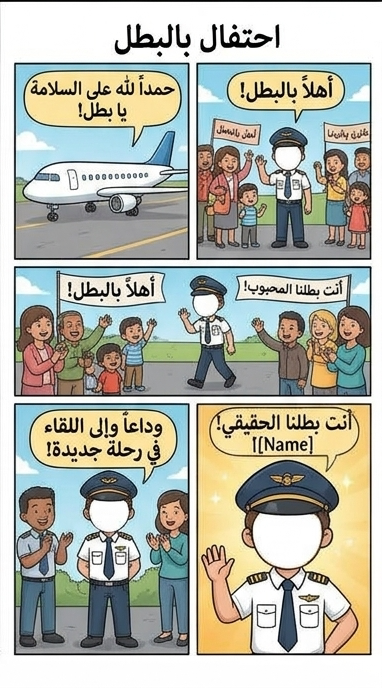 احتفال بالبطل
أهلاً بالبطل!
حمداً لله على السلامة
يا بطل!
أهلاً بالبطل!
أنت بطلنا المحبوب!
وداعاً وإلى اللقاء
في رحلة جديدة!
أنت بطلنا الحقيقي!
[[Name]